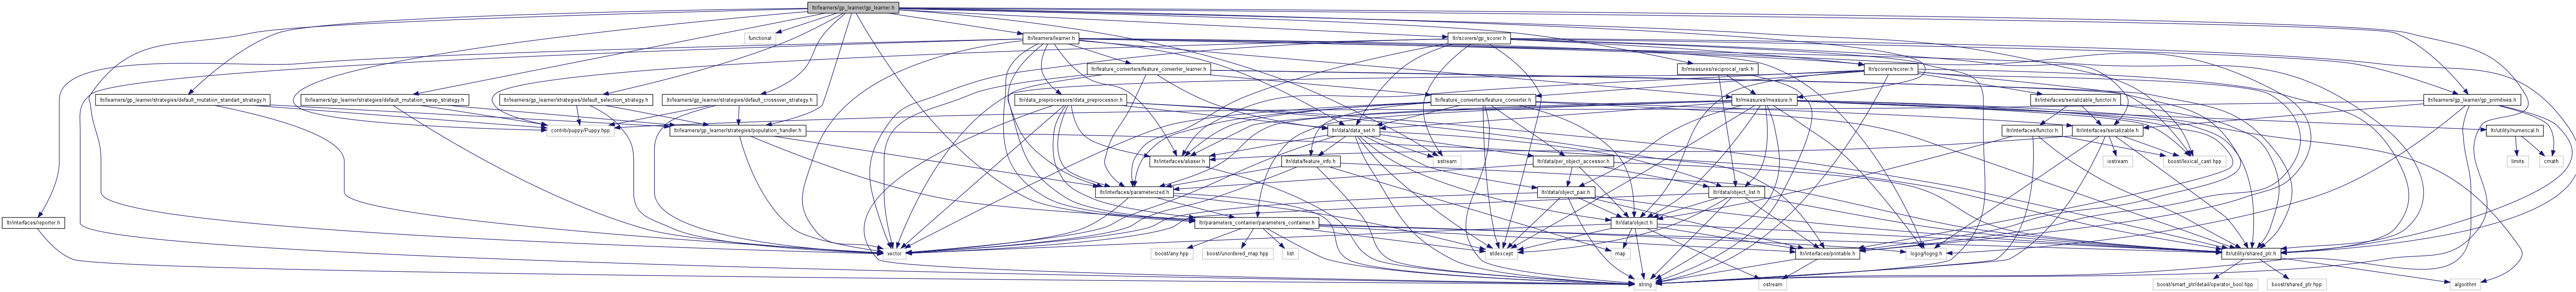 ltr/learners/gp_learner/gp_learner.h
functional
ltr/learners/learner.h
ltr/scorers/gp_scorer.h
ltr/feature_converters/feature_converter_learner.h
ltr/measures/reciprocal_rank.h
ltr/scorers/scorer.h
ltr/learners/gp_learner/strategies/default_mutation_standart_strategy.h
ltr/learners/gp_learner/strategies/default_mutation_swap_strategy.h
ltr/learners/gp_learner/strategies/default_selection_strategy.h
ltr/learners/gp_learner/strategies/default_crossover_strategy.h
ltr/data_preprocessors/data_preprocessor.h
ltr/feature_converters/feature_converter.h
ltr/measures/measure.h
ltr/interfaces/serializable_functor.h
ltr/learners/gp_learner/gp_primitives.h
contrib/puppy/Puppy.hpp
ltr/learners/gp_learner/strategies/population_handler.h
ltr/data/data_set.h
ltr/interfaces/functor.h
ltr/interfaces/serializable.h
ltr/utility/numerical.h
ltr/interfaces/aliaser.h
ltr/data/feature_info.h
sstream
ltr/data/per_object_accessor.h
iostream
boost/lexical_cast.hpp
limits
cmath
ltr/interfaces/parameterized.h
ltr/data/object_pair.h
ltr/data/object_list.h
ltr/interfaces/reporter.h
ltr/parameters_container/parameters_container.h
ltr/data/object.h
vector
boost/any.hpp
boost/unordered_map.hpp
list
stdexcept
map
ltr/interfaces/printable.h
logog/logog.h
ltr/utility/shared_ptr.h
string
ostream
boost/smart_ptr/detail/operator_bool.hpp
boost/shared_ptr.hpp
algorithm